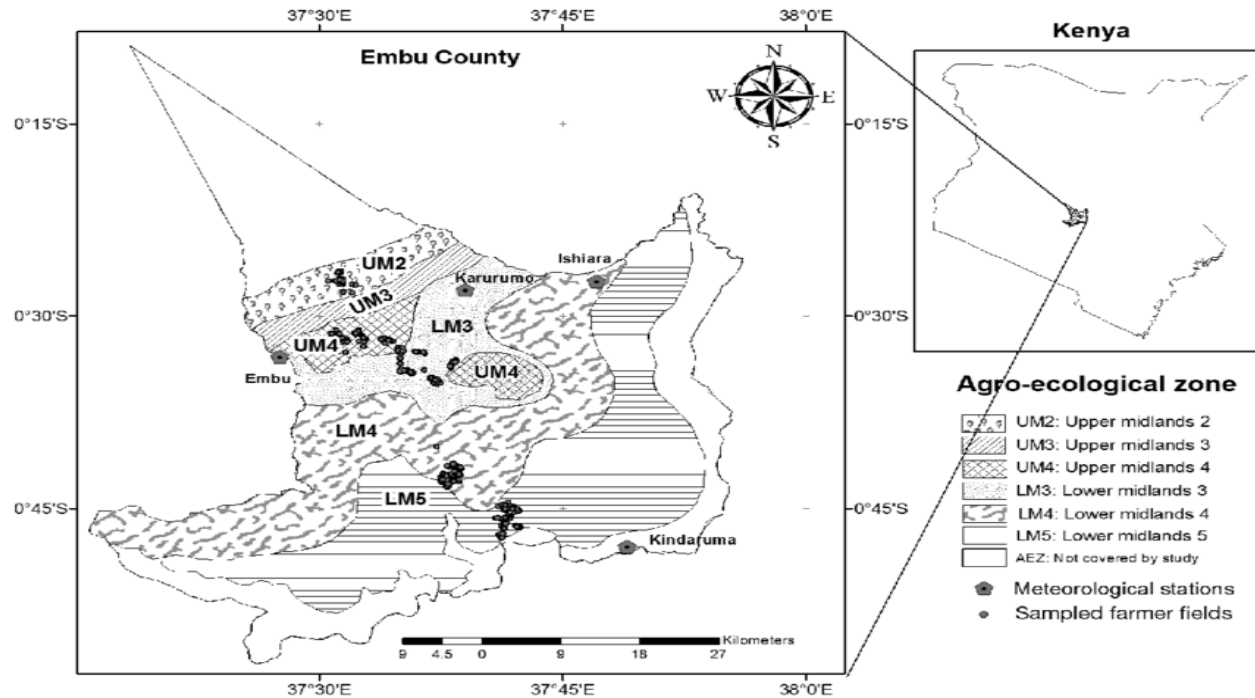 37°30'E
37°45'E
38°0'E
Embu County
N
W
E
S
0°15'S
0°15'S
UM2
UM3
Karurumo
Ishiara
0°30'S
0°30'S
LM3
UM4
UM4
Embu
LM4
LM5
0°45'S
0°45'S
Kindaruma
Kilometers
9 4.5 0 9 18 27
37°30'E
37°45'E
38°0'E
Kenya
Agro-ecological zone
UM2: Upper midlands 2
UM3: Upper midlands 3
UM4: Upper midlands 4
LM3: Lower midlands 3
LM4: Lower midlands 4
LM5: Lower midlands 5
AEZ: Not covered by study
Meteorological stations
Sampled farmer fields